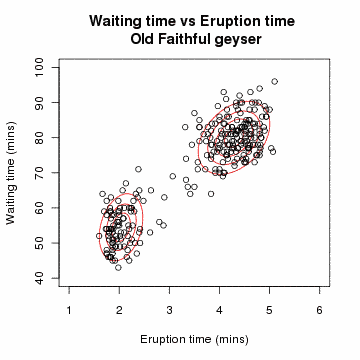 Waiting time vs Eruption time
Old Faithful geyser
Waiting time (mins)
100
90
80
70
60
50
40
1 2 3 4 5 6
Eruption time (mins)